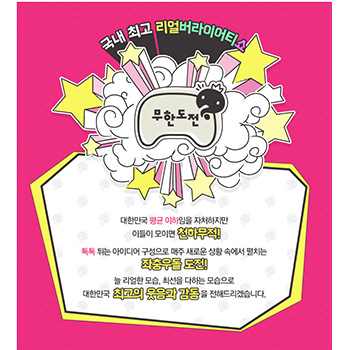 국내 최고 리얼버라이어티쇼
무한도전
대한민국 평균 이하임을 자처하지만
이들이 모이면 천하무적!
톡톡 튀는 아이디어 구성으로 매주 새로운 상황 속에서 펼치는
좌충우돌 도전!
늘 리얼한 모습, 최선을 다하는 모습으로
대한민국 최고의 웃음과 감동을 전해드리겠습니다.